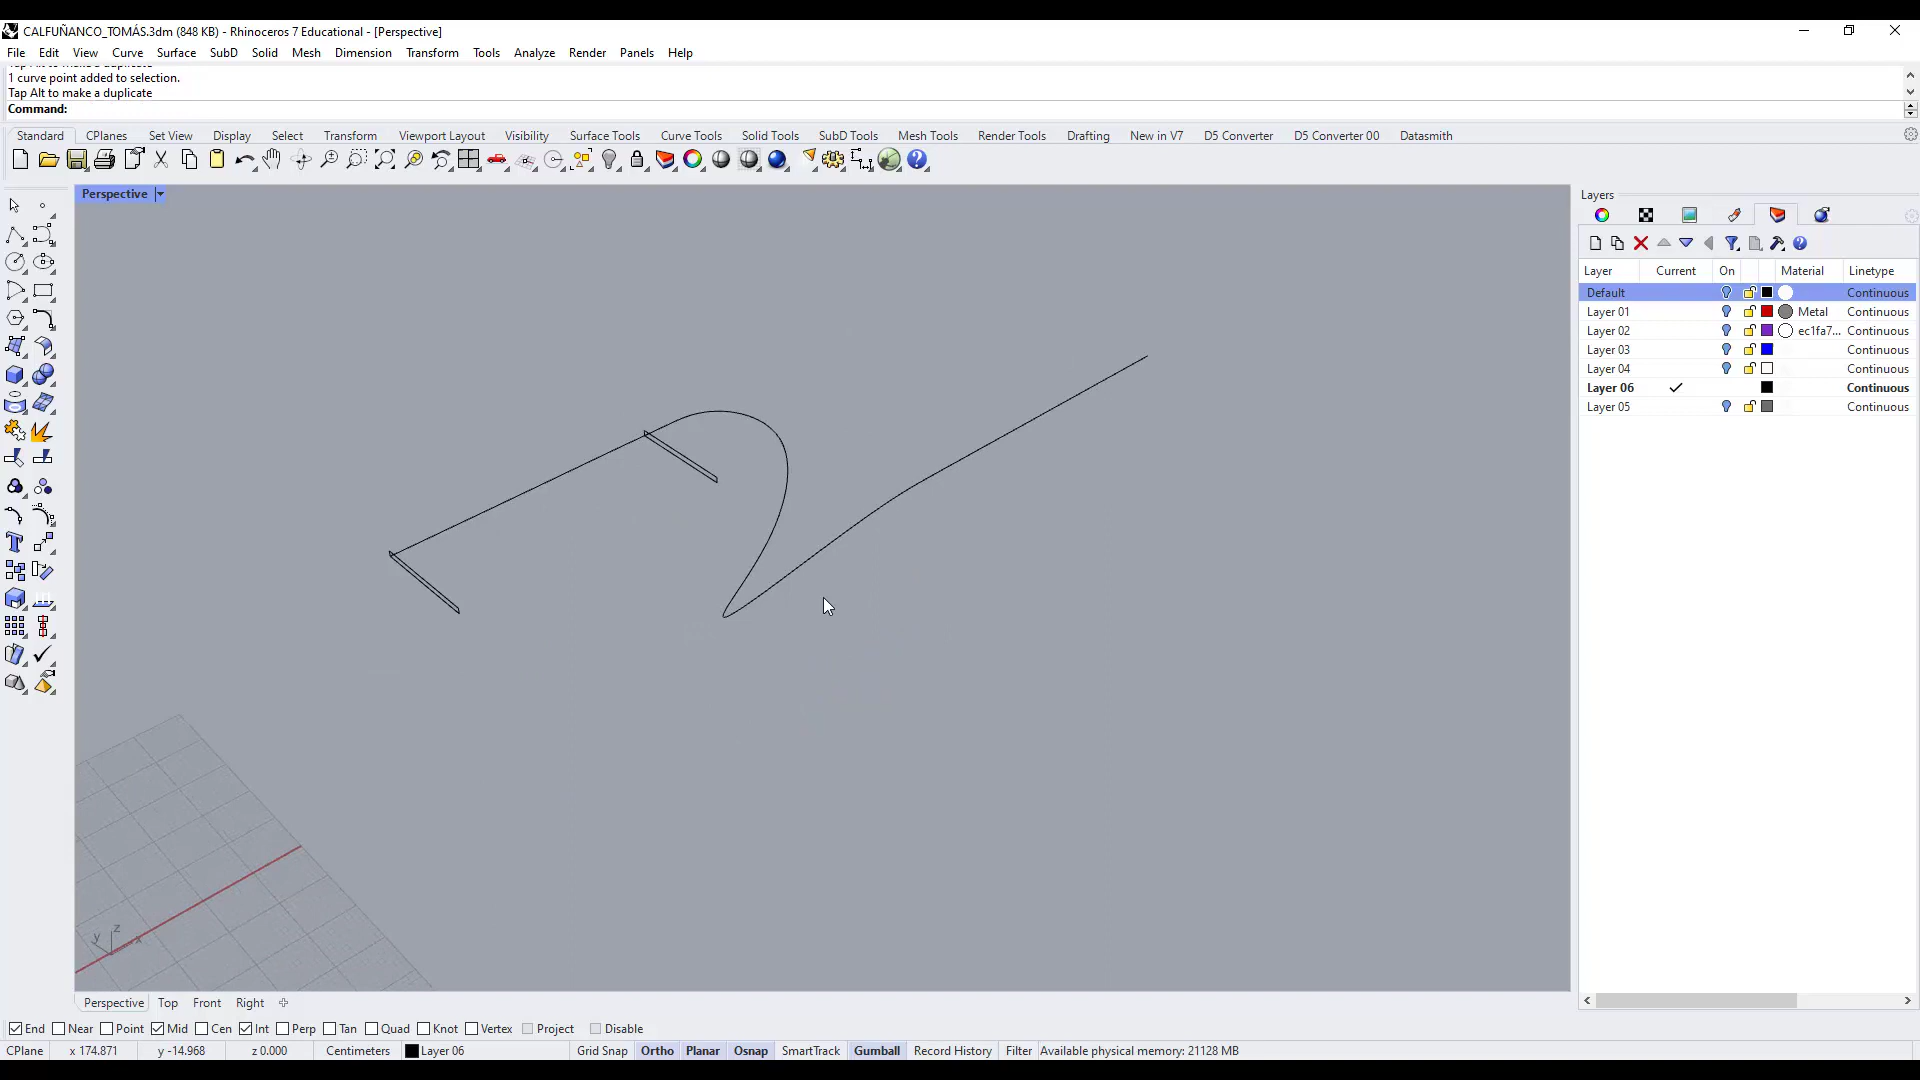 CALFUÑANCO_TOMÁS.3dm (848 KB) - Rhinoceros 7 Educational - [Perspective]
File Edit View Curve Surface SubD Solid Mesh Dimension Transform Tools Analyze Render Panels Help
1 curve point added to selection.
Tap Alt to make a duplicate
Command:
Standard CPlanes Set View Display Select Transform Viewport Layout Visibility Surface Tools Curve Tools Solid Tools SubD Tools Mesh Tools Render Tools Drafting New in V7 D5 Converter D5 Converter 00 Datasmith
Perspective
Layers
Layer Current On Material Linetype
Default Continuous
Layer 01 Metal Continuous
Layer 02 ec1fa7... Continuous
Layer 03 Continuous
Layer 04 Continuous
Layer 06 Continuous
Layer 05 Continuous
y z x
Perspective Top Front Right
End Near Point Mid Cen Int Perp Tan Quad Knot Vertex Project Disable
CPlane x 174.871 y -14.968 z 0.000 Centimeters Layer 06 Grid Snap Ortho Planar Osnap SmartTrack Gumball Record History Filter Available physical memory: 21128 MB